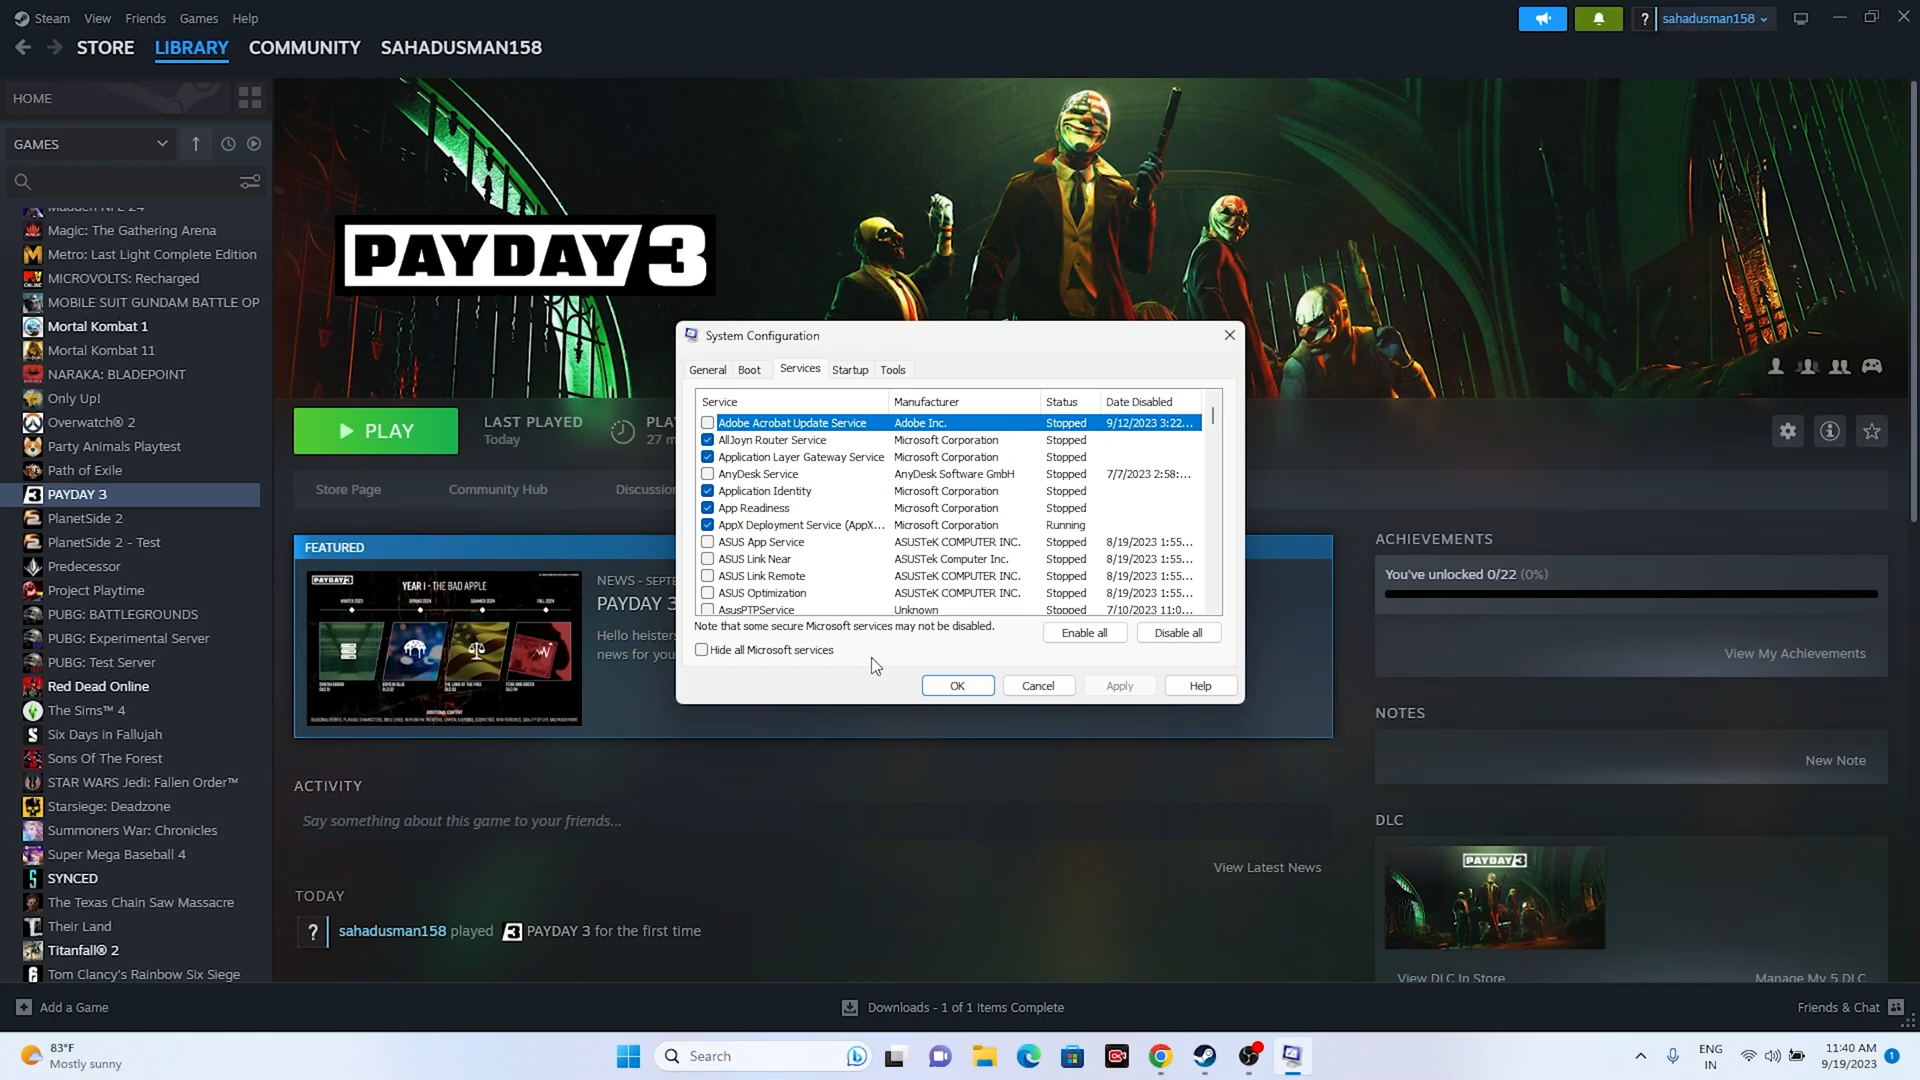 Steam View Friends Games Help
? sahadusman158
STORE LIBRARY COMMUNITY SAHADUSMAN158
HOME
GAMES
Madden NFL 24
Magic: The Gathering Arena
Metro: Last Light Complete Edition
MICROVOLTS: Recharged
MOBILE SUIT GUNDAM BATTLE OP
Mortal Kombat 1
Mortal Kombat 11
NARAKA: BLADEPOINT
Only Up!
Overwatch® 2
Party Animals Playtest
Path of Exile
PAYDAY 3
PlanetSide 2
PlanetSide 2 - Test
Predecessor
Project Playtime
PUBG: BATTLEGROUNDS
PUBG: Experimental Server
PUBG: Test Server
Red Dead Online
The Sims™ 4
Six Days in Fallujah
Sons Of The Forest
STAR WARS Jedi: Fallen Order™
Starsiege: Deadzone
Summoners War: Chronicles
Super Mega Baseball 4
SYNCED
The Texas Chain Saw Massacre
Their Land
Titanfall® 2
Tom Clancy's Rainbow Six Siege
Add a Game
PAYDAY 3
PLAY
LAST PLAYED
Today
PLA
27 m
Store Page Community Hub Discussion
System Configuration
General Boot Services Startup Tools
Service Manufacturer Status Date Disabled
Adobe Acrobat Update Service Adobe Inc. Stopped 9/12/2023 3:22...
AllJoyn Router Service Microsoft Corporation Stopped
Application Layer Gateway Service Microsoft Corporation Stopped
AnyDesk Service AnyDesk Software GmbH Stopped 7/7/2023 2:58:...
Application Identity Microsoft Corporation Stopped
App Readiness Microsoft Corporation Stopped
AppX Deployment Service (AppX... Microsoft Corporation Running
ASUS App Service ASUSTeK COMPUTER INC. Stopped 8/19/2023 1:55...
ASUS Link Near ASUSTek Computer Inc. Stopped 8/19/2023 1:55...
ASUS Link Remote ASUSTeK COMPUTER INC. Stopped 8/19/2023 1:55...
ASUS Optimization ASUSTeK COMPUTER INC. Stopped 8/19/2023 1:55...
AsusPTPService Unknown Stopped 7/10/2023 11:0...
Note that some secure Microsoft services may not be disabled.
Enable all Disable all
Hide all Microsoft services
OK Cancel Apply Help
FEATURED
PAYDAY3
YEAR 1 - THE BAD APPLE
NEWS - SEPTE
PAYDAY 3
Hello heisters
news for you
ACTIVITY
Say something about this game to your friends...
View Latest News
TODAY
? sahadusman158 played PAYDAY 3 for the first time
ACHIEVEMENTS
You've unlocked 0/22 (0%)
View My Achievements
NOTES
New Note
DLC
PAYDAY3
View DLC In Store Manage My 5 DLC
Downloads - 1 of 1 Items Complete
Friends & Chat
83°F
Mostly sunny
Search
ENG
IN
11:40 AM
9/19/2023
1